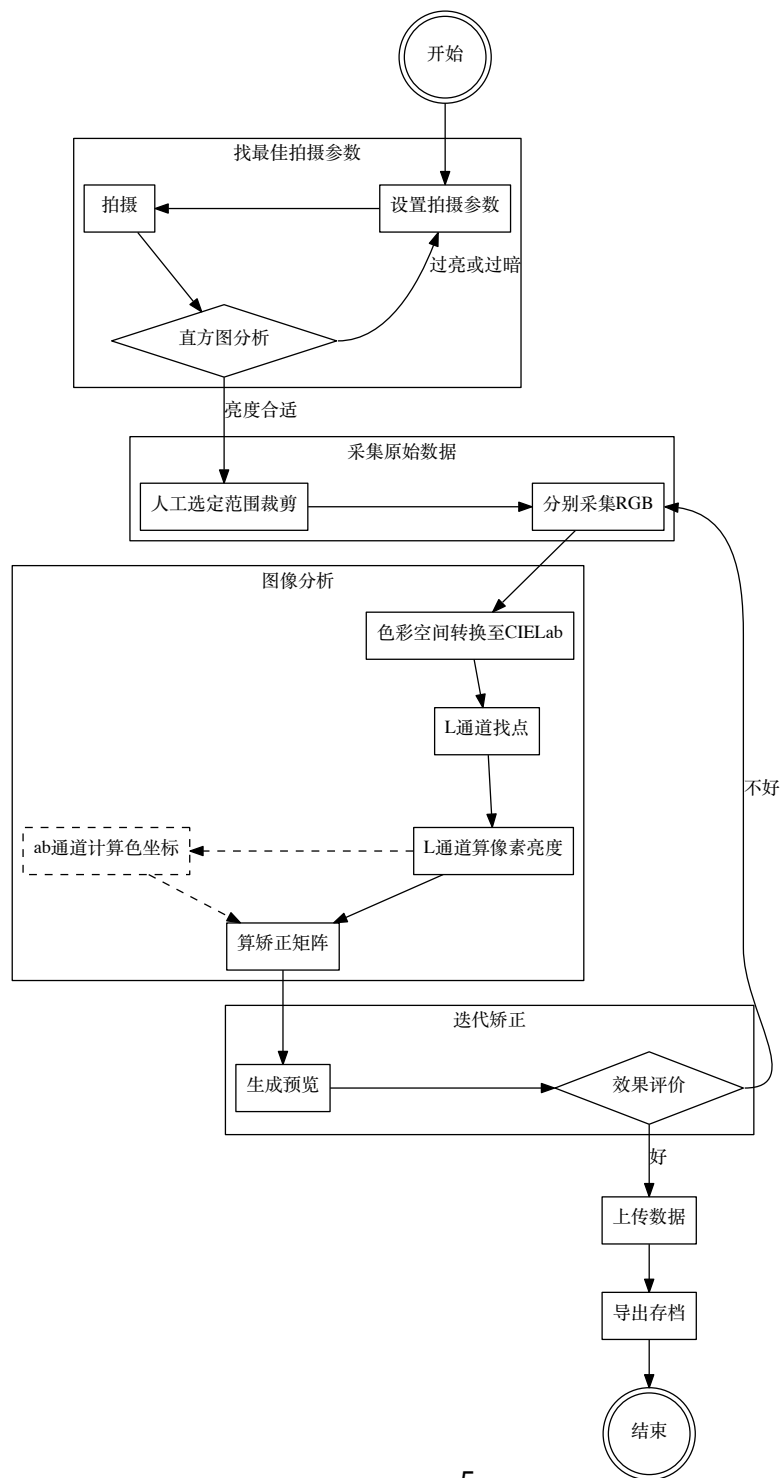 开始
找最佳拍摄参数
拍摄
设置拍摄参数
过亮或过暗
直方图分析
亮度合适
采集原始数据
人工选定范围裁剪
分别采集RGB
图像分析
色彩空间转换至CIELab
L通道找点
不好
ab通道计算色坐标
L通道算像素亮度
算矫正矩阵
迭代矫正
生成预览
效果评价
好
上传数据
导出存档
结束
5